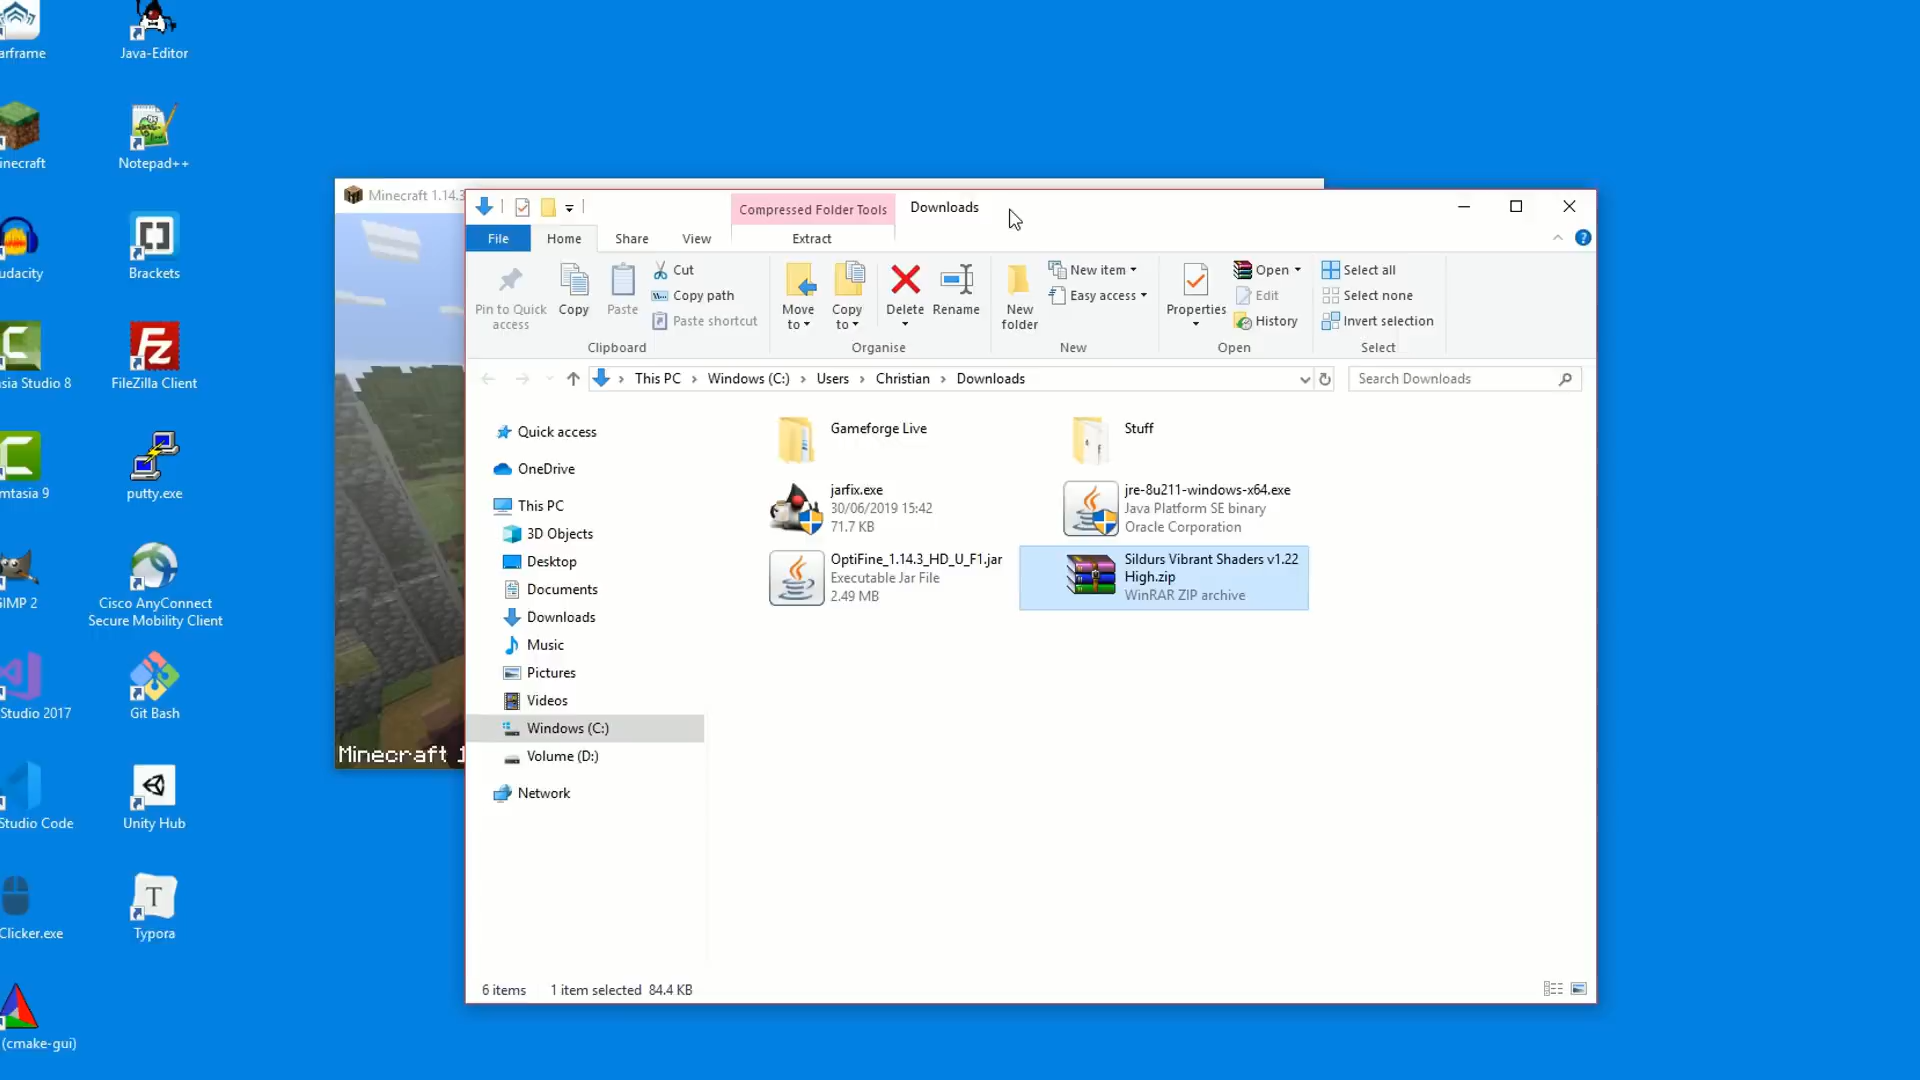 arframe
Java-Editor
inecraft
Notepad++
udacity
Brackets
asia Studio 8
FileZilla Client
mtasia 9
putty.exe
GIMP 2
Cisco AnyConnect
Secure Mobility Client
Studio 2017
Git Bash
Studio Code
Unity Hub
Clicker.exe
Typora
(cmake-gui)
Minecraft 1.14.3
Minecraft 1
Compressed Folder Tools
Downloads
File
Home
Share
View
Extract
Pin to Quick
access
Copy
Paste
Cut
Copy path
Paste shortcut
Clipboard
Move
to
Copy
to
Delete
Rename
Organise
New
folder
New item
Easy access
New
Properties
Open
Edit
History
Open
Select all
Select none
Invert selection
Select
This PC
Windows (C:)
Users
Christian
Downloads
Search Downloads
Quick access
OneDrive
This PC
3D Objects
Desktop
Documents
Downloads
Music
Pictures
Videos
Windows (C:)
Volume (D:)
Network
Gameforge Live
Stuff
jarfix.exe
30/06/2019 15:42
71.7 KB
jre-8u211-windows-x64.exe
Java Platform SE binary
Oracle Corporation
OptiFine_1.14.3_HD_U_F1.jar
Executable Jar File
2.49 MB
Sildurs Vibrant Shaders v1.22
High.zip
WinRAR ZIP archive
6 items
1 item selected 84.4 KB